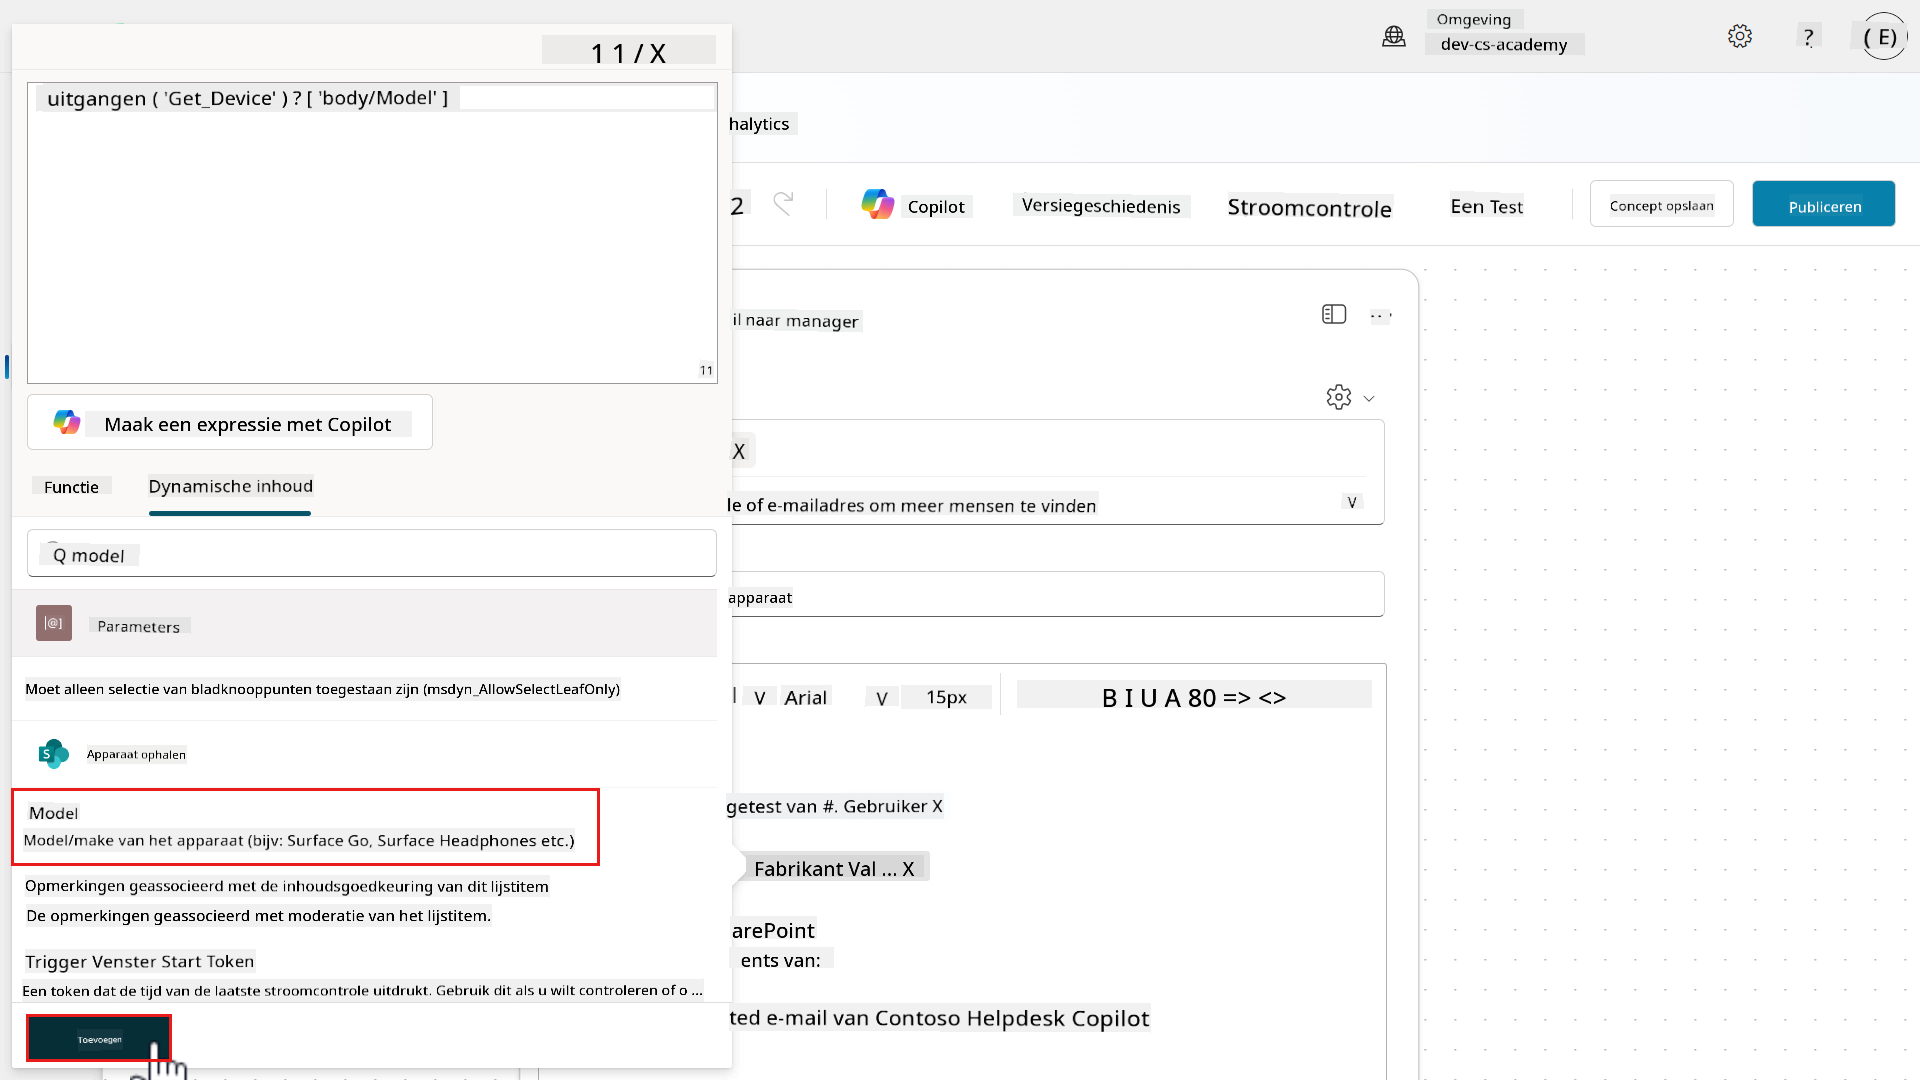 Omgeving
dev-cs-academy
?
( E)
1 1 / X
uitgangen ( 'Get_Device' ) ? [ 'body/Model' ]
11
halytics
2
Copilot
Versiegeschiedenis
Stroomcontrole
Een Test
Concept opslaan
Publiceren
il naar manager
Maak een expressie met Copilot
X
Functie
Dynamische inhoud
le of e-mailadres om meer mensen te vinden
V
Q model
apparaat
|@]
Parameters
Moet alleen selectie van bladknooppunten toegestaan zijn (msdyn_AllowSelectLeafOnly)
V
Arial
V
15px
B I U A 80 => <>
S
Apparaat ophalen
Model
Model/make van het apparaat (bijv: Surface Go, Surface Headphones etc.)
getest van #. Gebruiker X
Fabrikant Val ... X
Opmerkingen geassocieerd met de inhoudsgoedkeuring van dit lijstitem
De opmerkingen geassocieerd met moderatie van het lijstitem.
arePoint
ents van:
Trigger Venster Start Token
Een token dat de tijd van de laatste stroomcontrole uitdrukt. Gebruik dit als u wilt controleren of o ...
ted e-mail van Contoso Helpdesk Copilot
Toevoegen